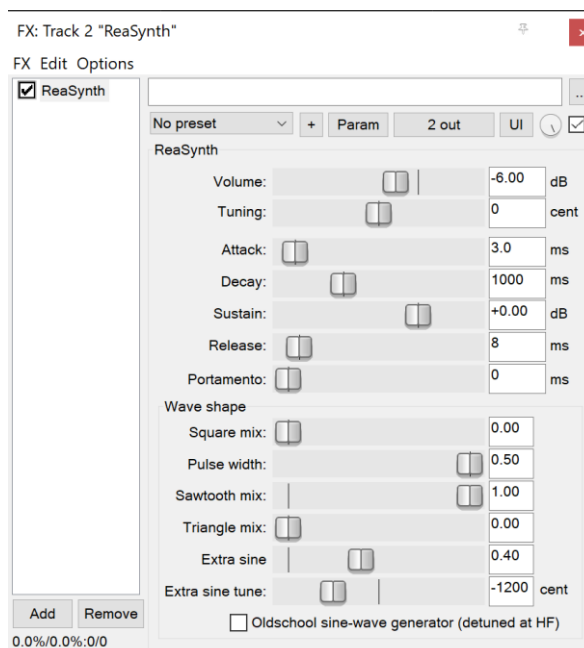 FX: Track 2 "ReaSynth"
FX Edit Options
ReaSynth
...
No preset + Param 2 out UI
ReaSynth
Volume: -6.00 dB
Tuning: 0 cent
Attack: 3.0 ms
Decay: 1000 ms
Sustain: +0.00 dB
Release: 8 ms
Portamento: 0 ms
Wave shape
Square mix: 0.00
Pulse width: 0.50
Sawtooth mix: 1.00
Triangle mix: 0.00
Extra sine 0.40
Extra sine tune: -1200 cent
Oldschool sine-wave generator (detuned at HF)
Add Remove
0.0%/0.0%:0/0